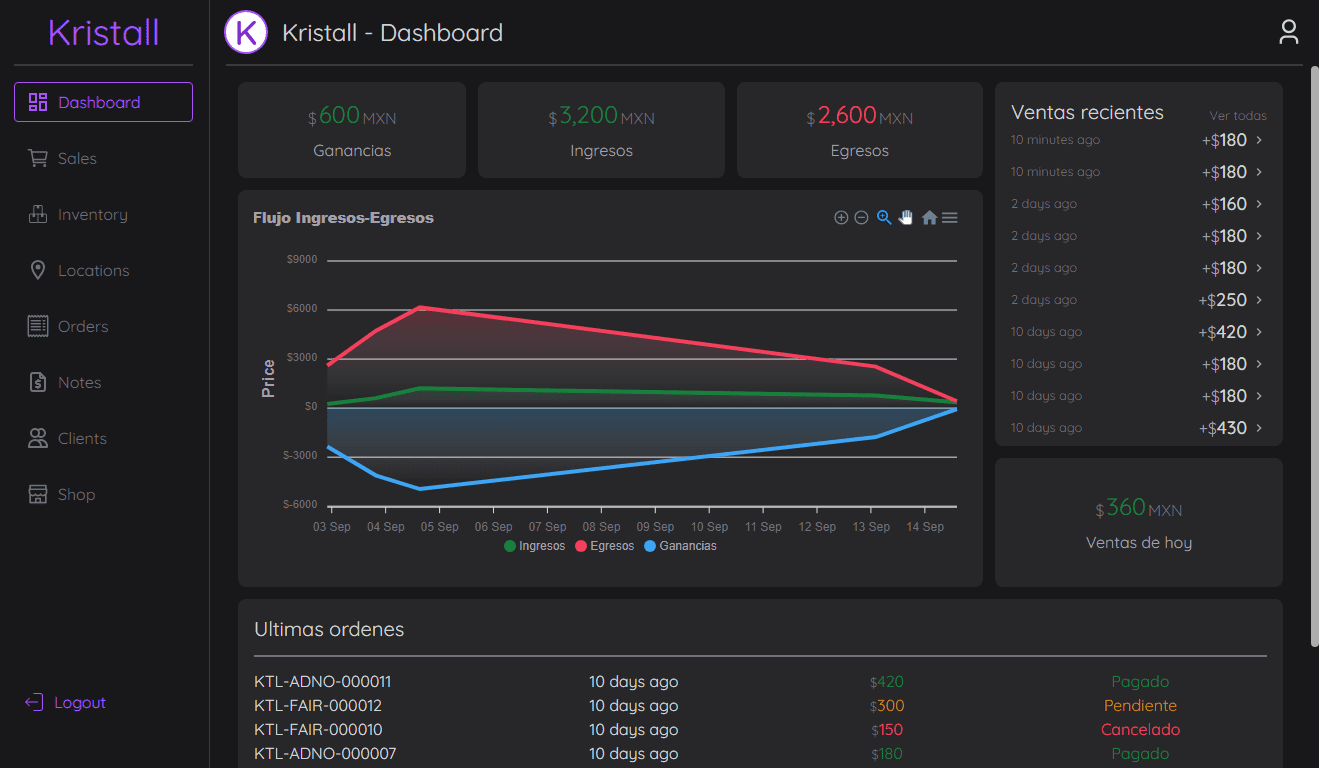 Kristall
Dashboard
Sales
Inventory
Locations
Orders
Notes
Clients
Shop
Logout
K Kristall - Dashboard
$600 MXN
Ganancias
$3,200 MXN
Ingresos
$2,600 MXN
Egresos
Flujo Ingresos-Egresos
$9000
$6000
$3000
$0
$-3000
$-6000
Price
03 Sep 04 Sep 05 Sep 06 Sep 07 Sep 08 Sep 09 Sep 10 Sep 11 Sep 12 Sep 13 Sep 14 Sep
Ingresos Egresos Ganancias
Ventas recientes Ver todas
10 minutes ago +$180 >
10 minutes ago +$180 >
2 days ago +$160 >
2 days ago +$180 >
2 days ago +$180 >
2 days ago +$250 >
10 days ago +$420 >
10 days ago +$180 >
10 days ago +$180 >
10 days ago +$430 >
$360 MXN
Ventas de hoy
Ultimas ordenes
KTL-ADNO-000011 10 days ago $420 Pagado
KTL-FAIR-000012 10 days ago $300 Pendiente
KTL-FAIR-000010 10 days ago $150 Cancelado
KTL-ADNO-000007 10 days ago $180 Pagado